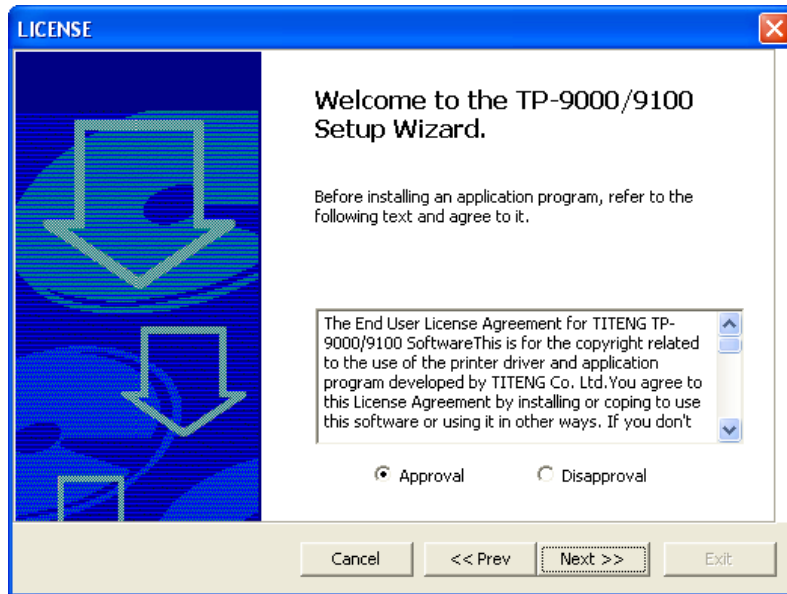 LICENSE
Welcome to the TP-9000/9100
Setup Wizard.
Before installing an application program, refer to the
following text and agree to it.
The End User License Agreement for TITENG TP-
9000/9100 SoftwareThis is for the copyright related
to the use of the printer driver and application
program developed by TITENG Co. Ltd.You agree to
this License Agreement by installing or coping to use
this software or using it in other ways. If you don't
Approval
Disapproval
Cancel
<< Prev
Next >>
Exit